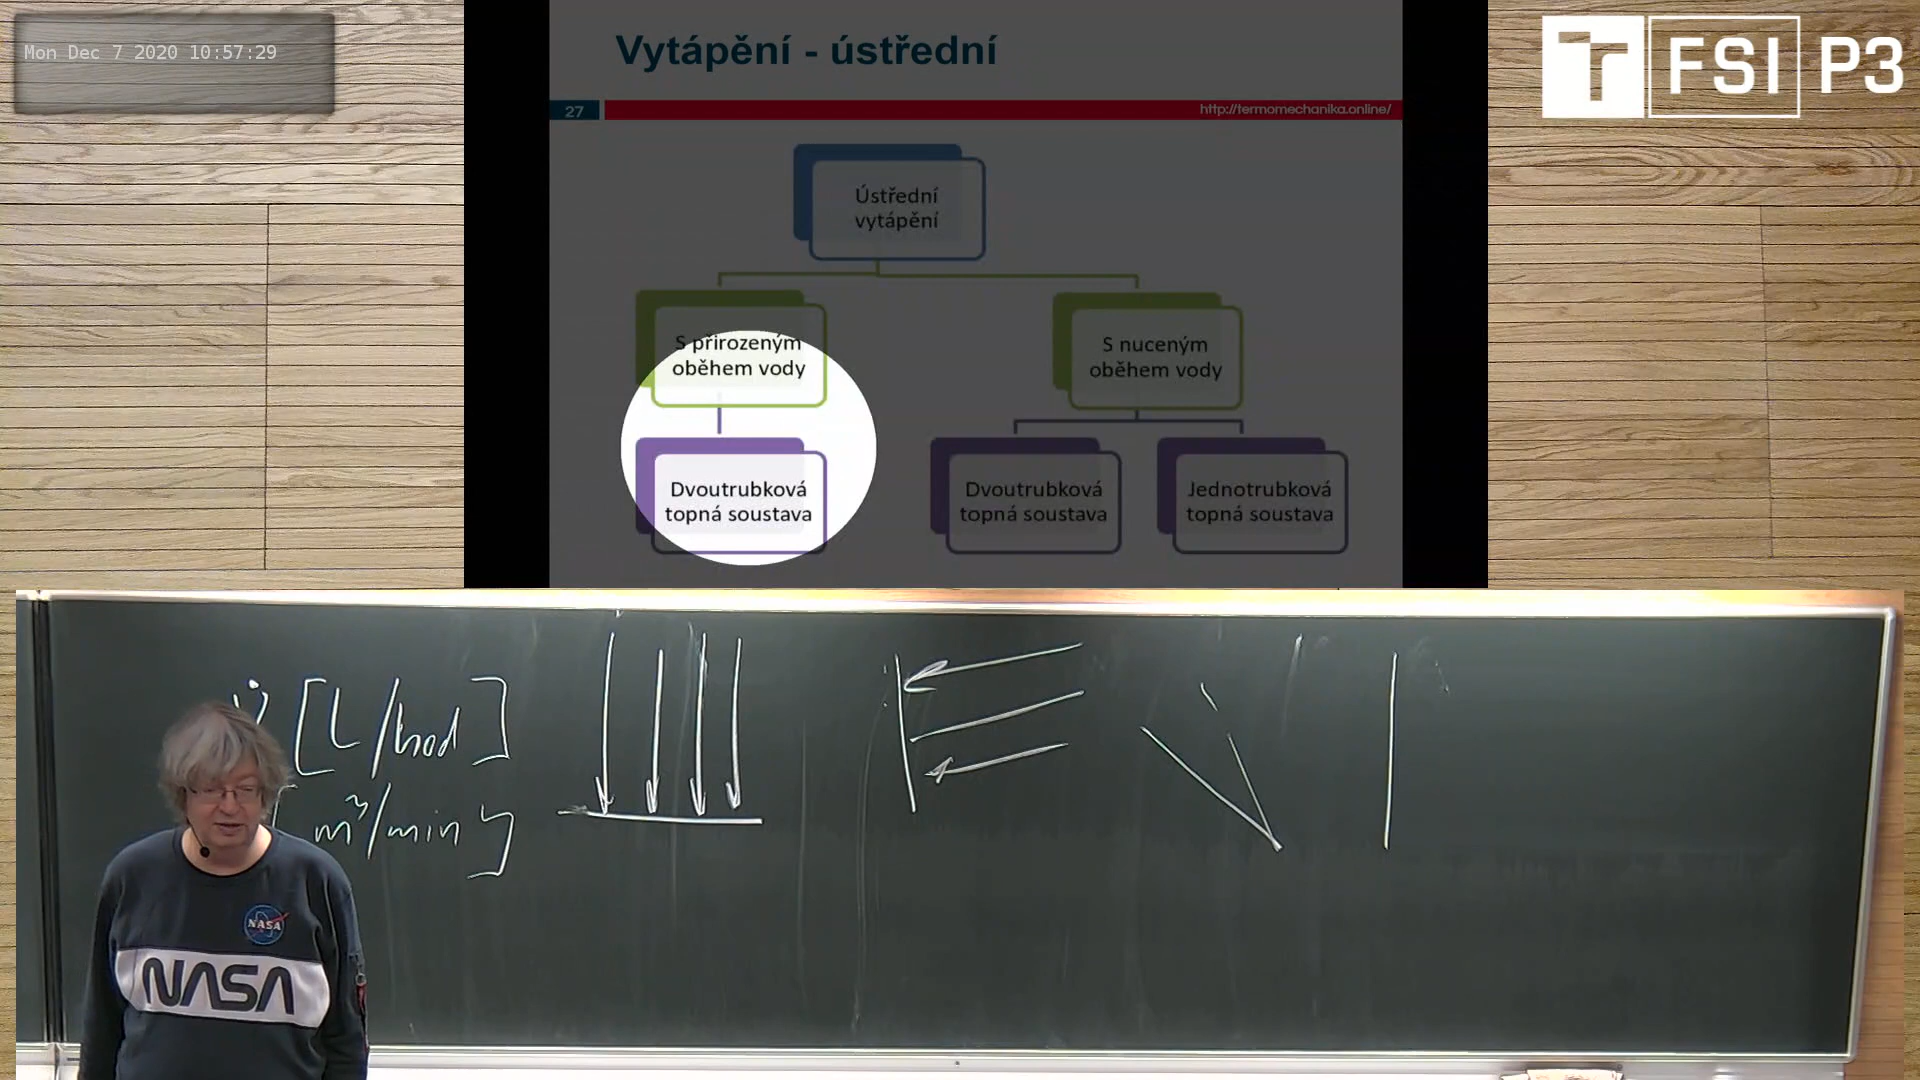 Mon Dec 7 2020 10:57:29
Vytápění - ústřední
27
http://termomechanika.online/
T FSI P3
Ústřední
vytápění
S přirozeným
oběhem vody
S nuceným
oběhem vody
Dvoutrubková
topná soustava
Dvoutrubková
topná soustava
Jednotrubková
topná soustava
[L/hod]
m³/min]
NASA
NASA